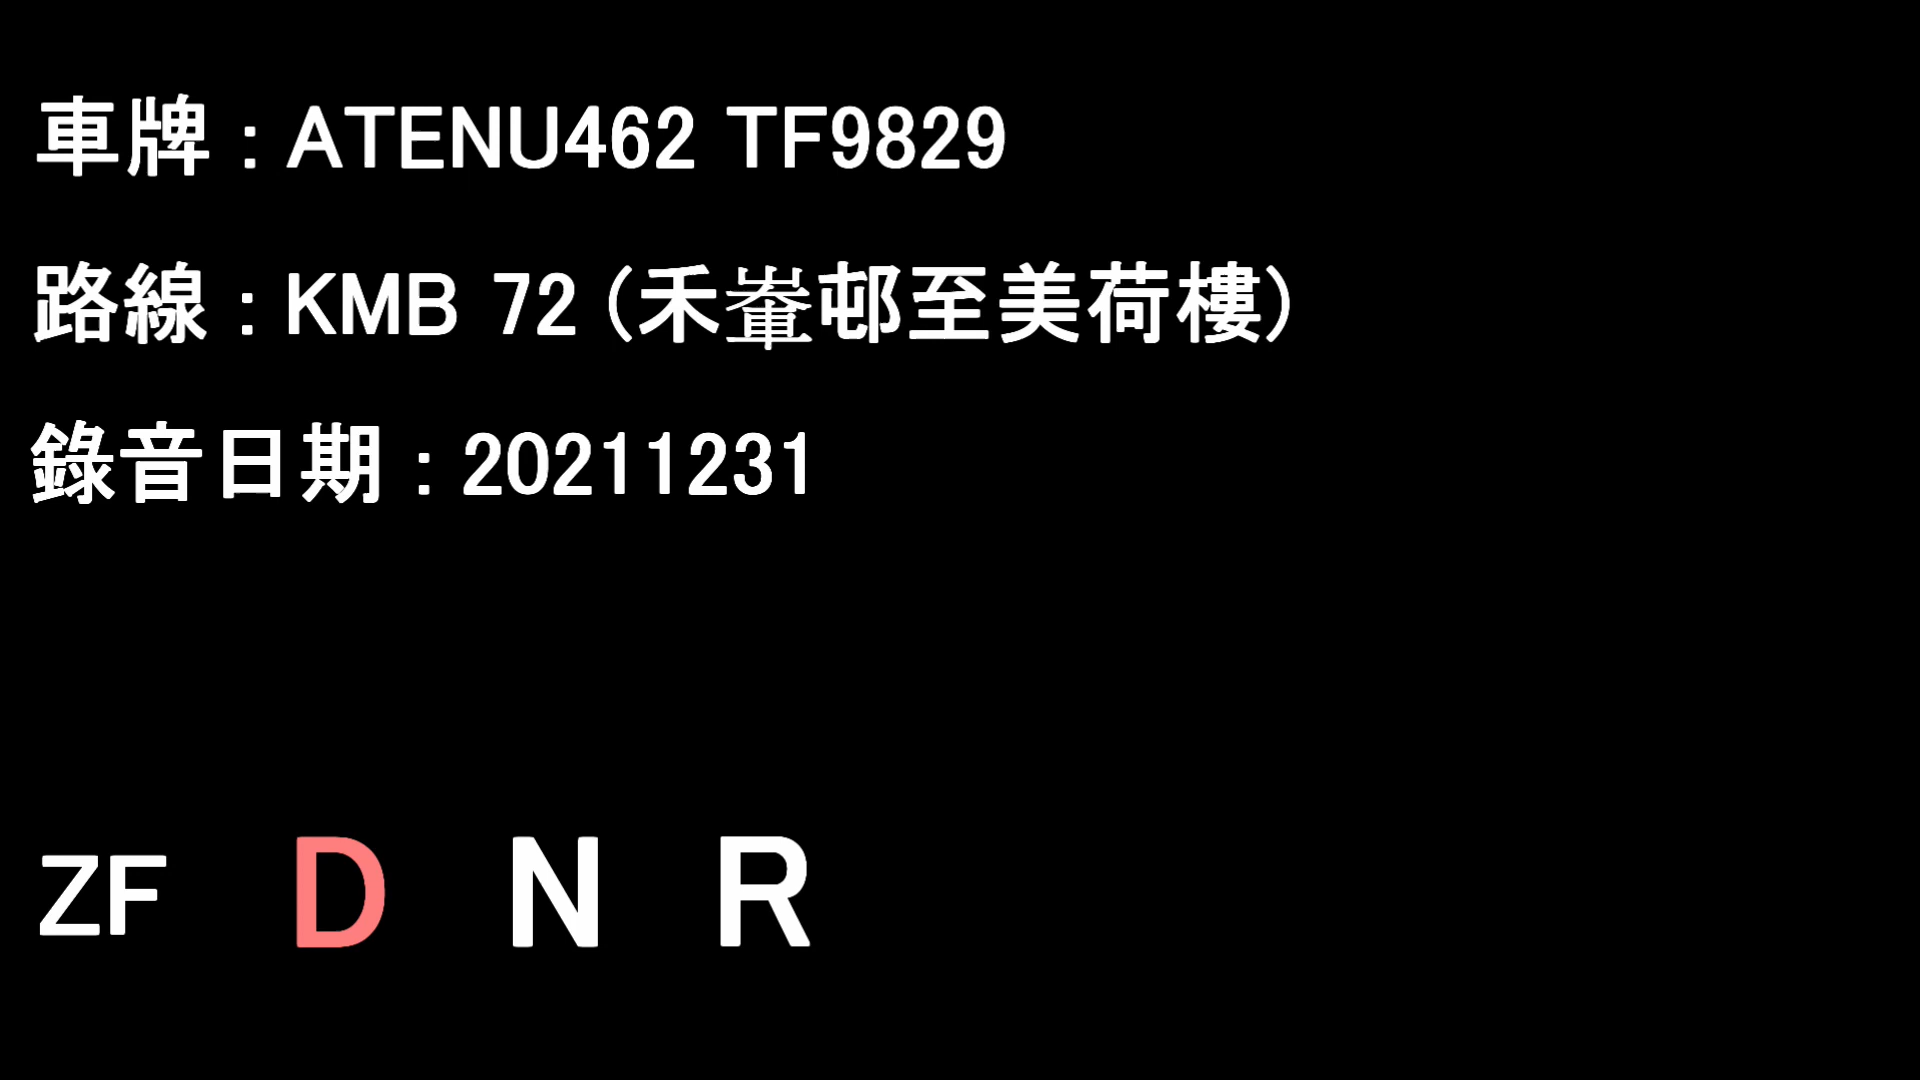 車牌 : ATENU462 TF9829
路線 : KMB 72 (禾輋邨至美荷樓)
錄音日期 : 20211231
ZF D N R